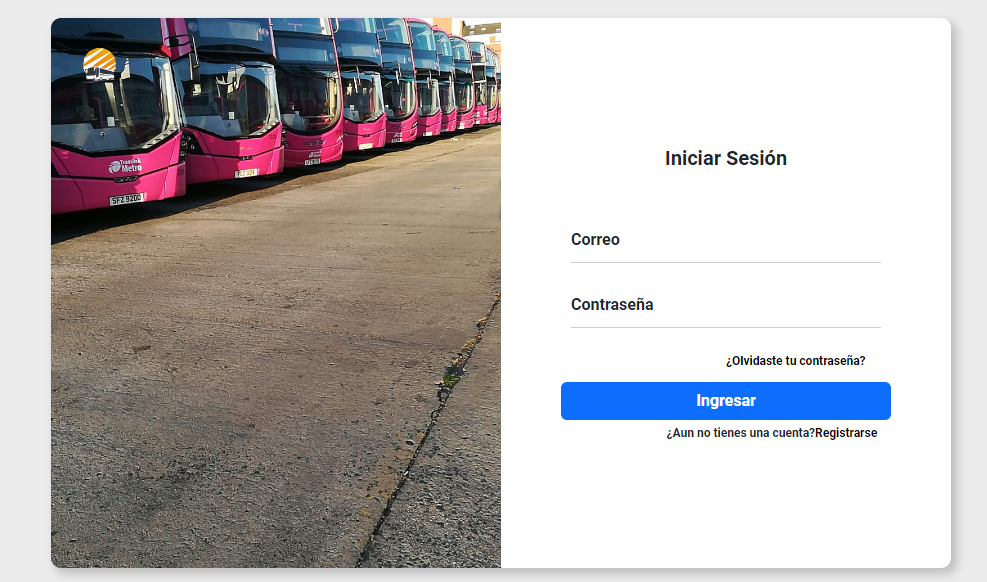 Translink
Metro
SFZ 9200
Iniciar Sesión
Correo
Contraseña
¿Olvidaste tu contraseña?
Ingresar
¿Aun no tienes una cuenta?Registrarse